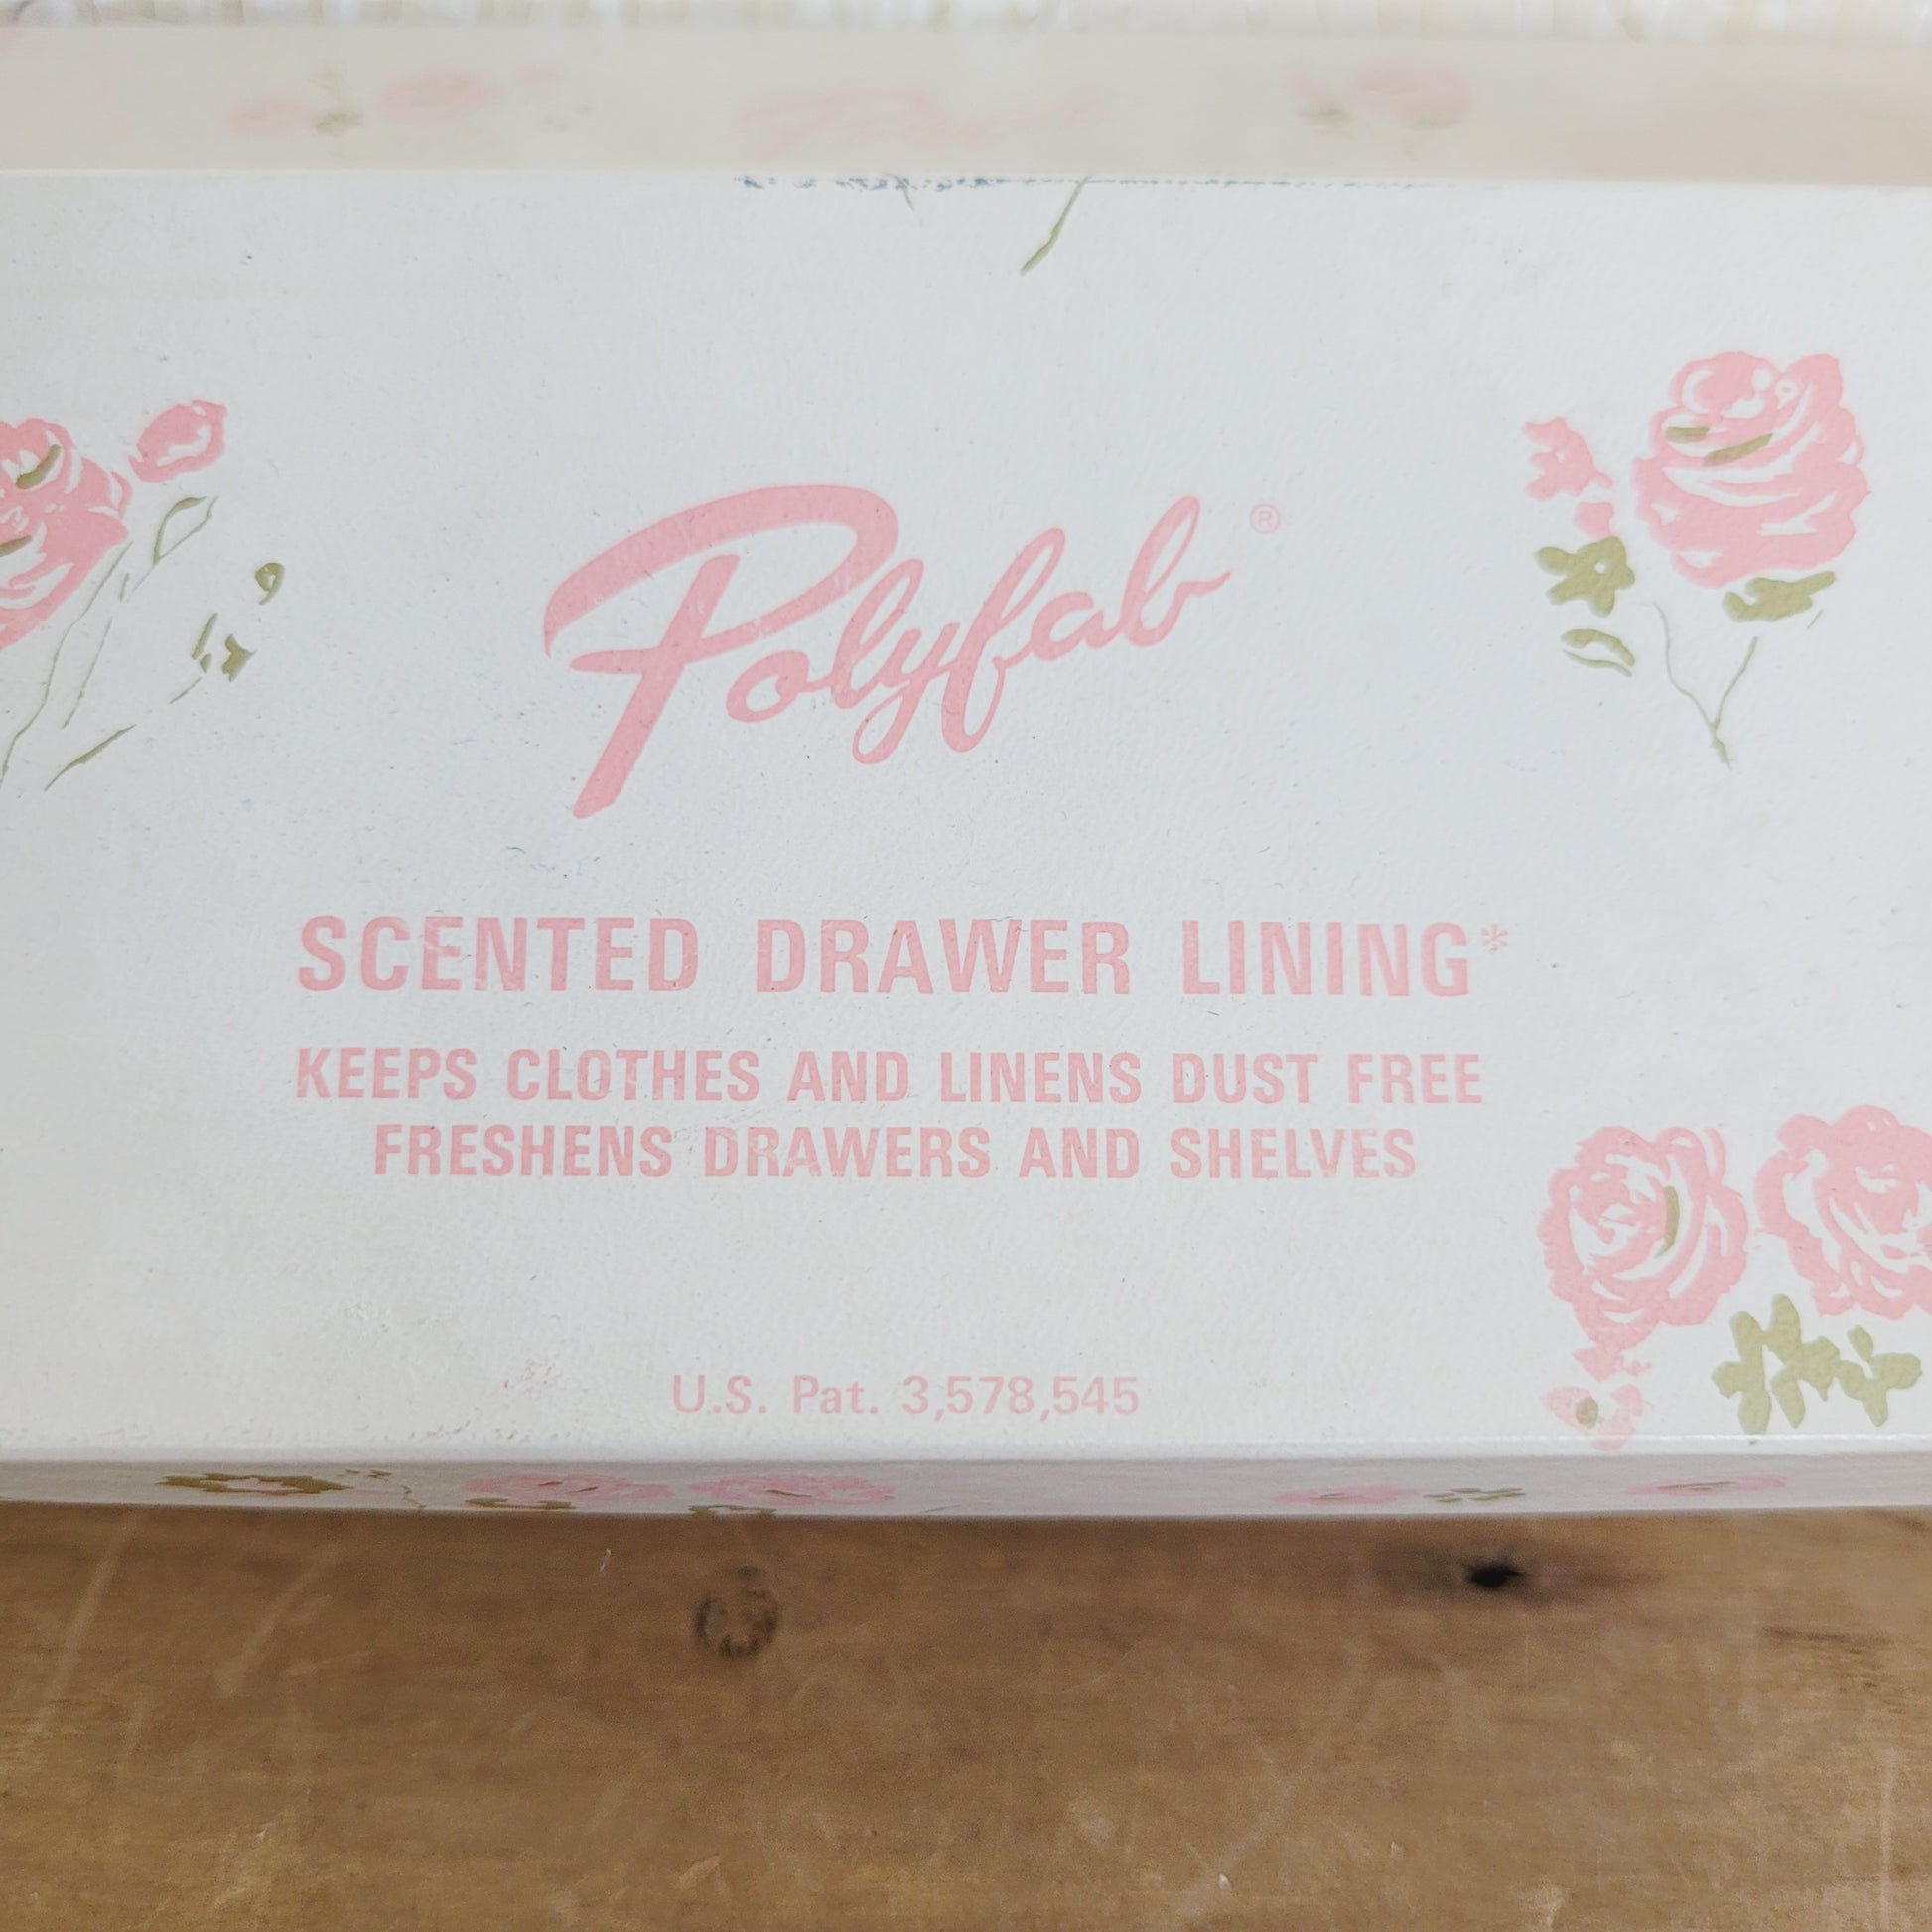 Polyfab®
SCENTED DRAWER LINING*
KEEPS CLOTHES AND LINENS DUST FREE
FRESHENS DRAWERS AND SHELVES
U.S. Pat. 3,578,545